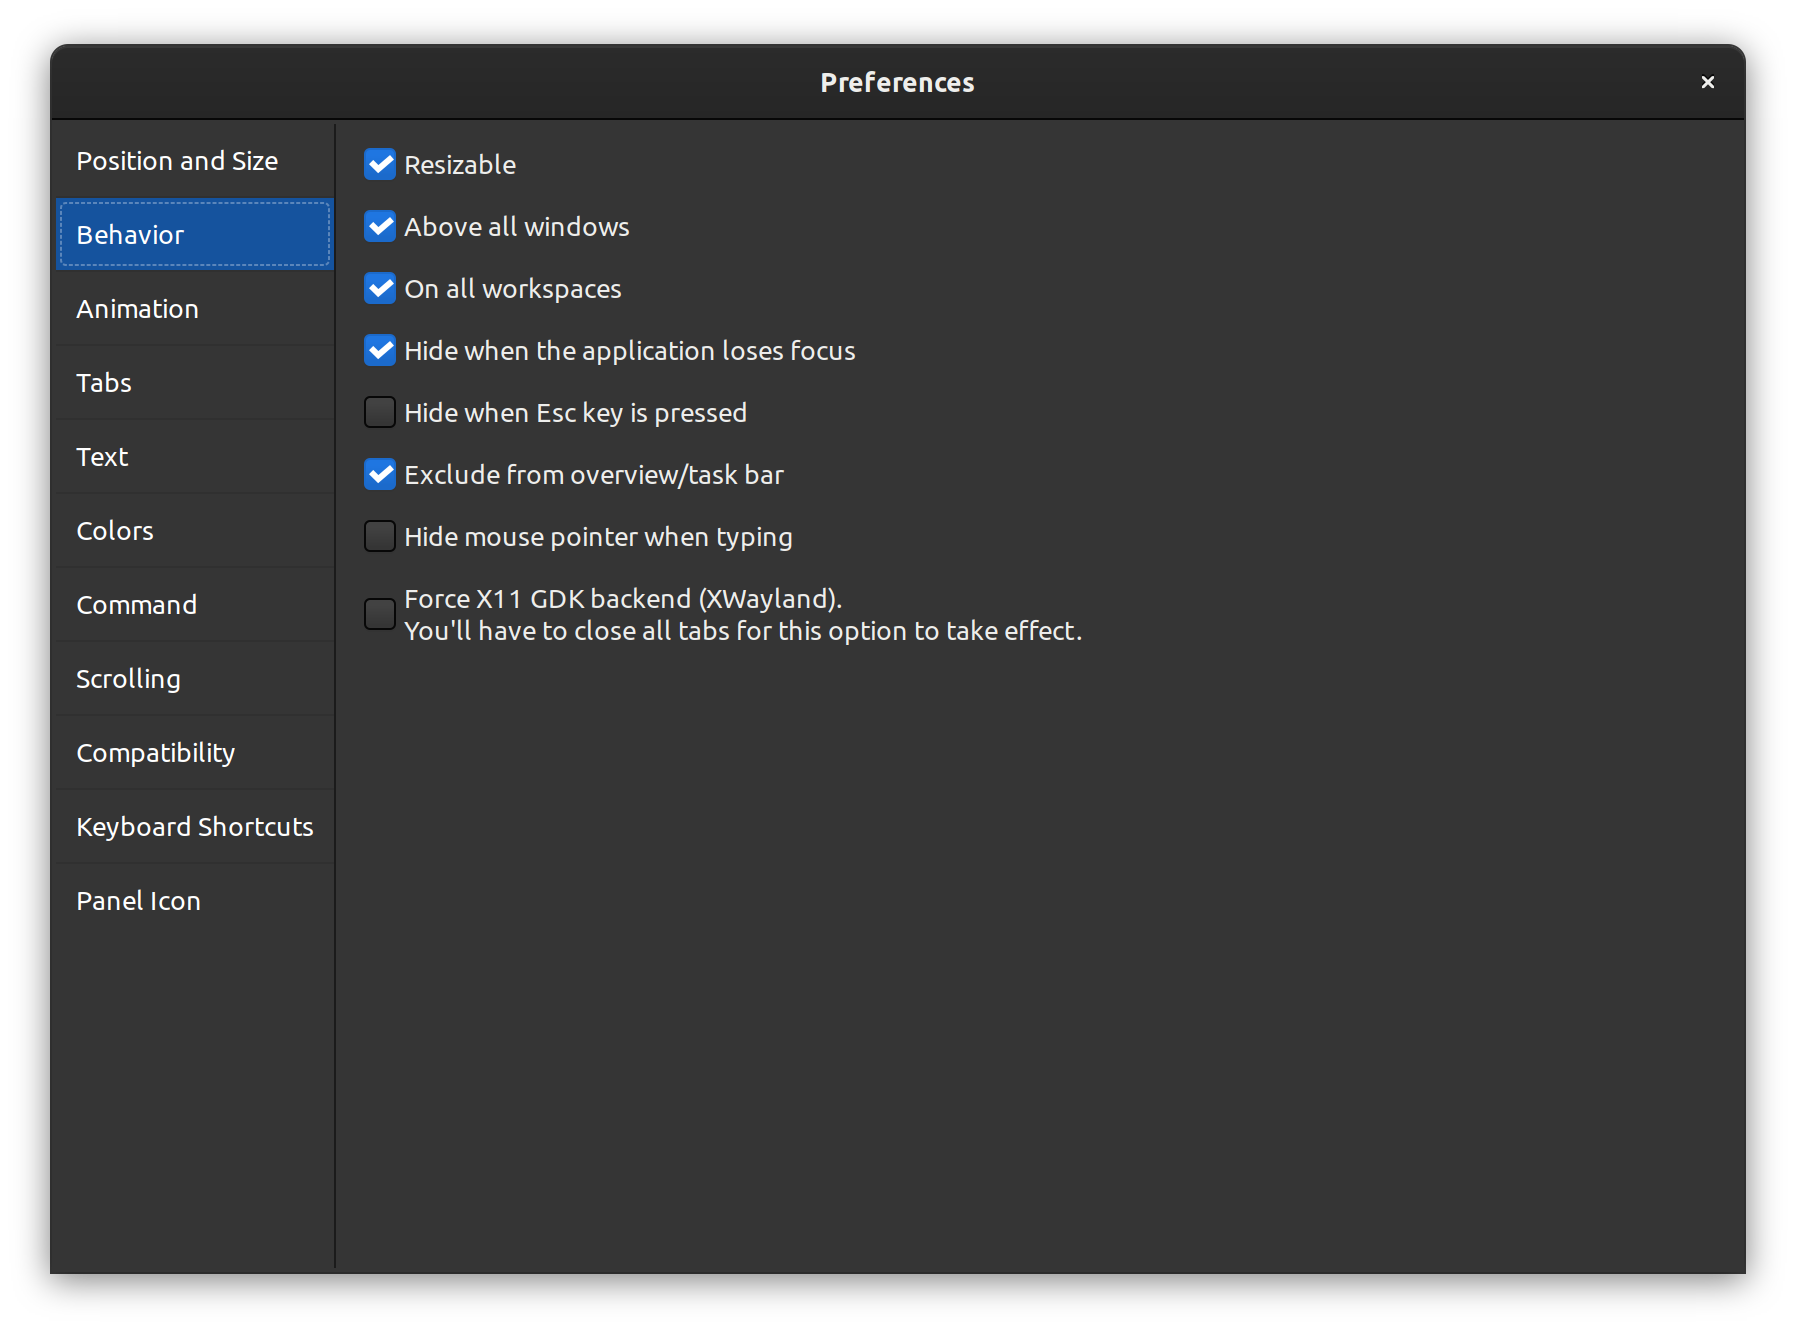 Preferences
Position and Size
Behavior
Animation
Tabs
Text
Colors
Command
Scrolling
Compatibility
Keyboard Shortcuts
Panel Icon
Resizable
Above all windows
On all workspaces
Hide when the application loses focus
Hide when Esc key is pressed
Exclude from overview/task bar
Hide mouse pointer when typing
Force X11 GDK backend (XWayland).
You'll have to close all tabs for this option to take effect.